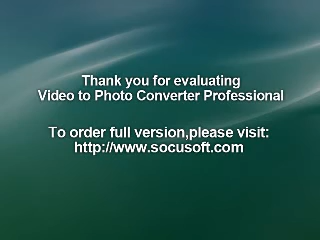 Thank you for evaluating
Video to Photo Converter Professional
To order full version,please visit:
http://www.socusoft.com